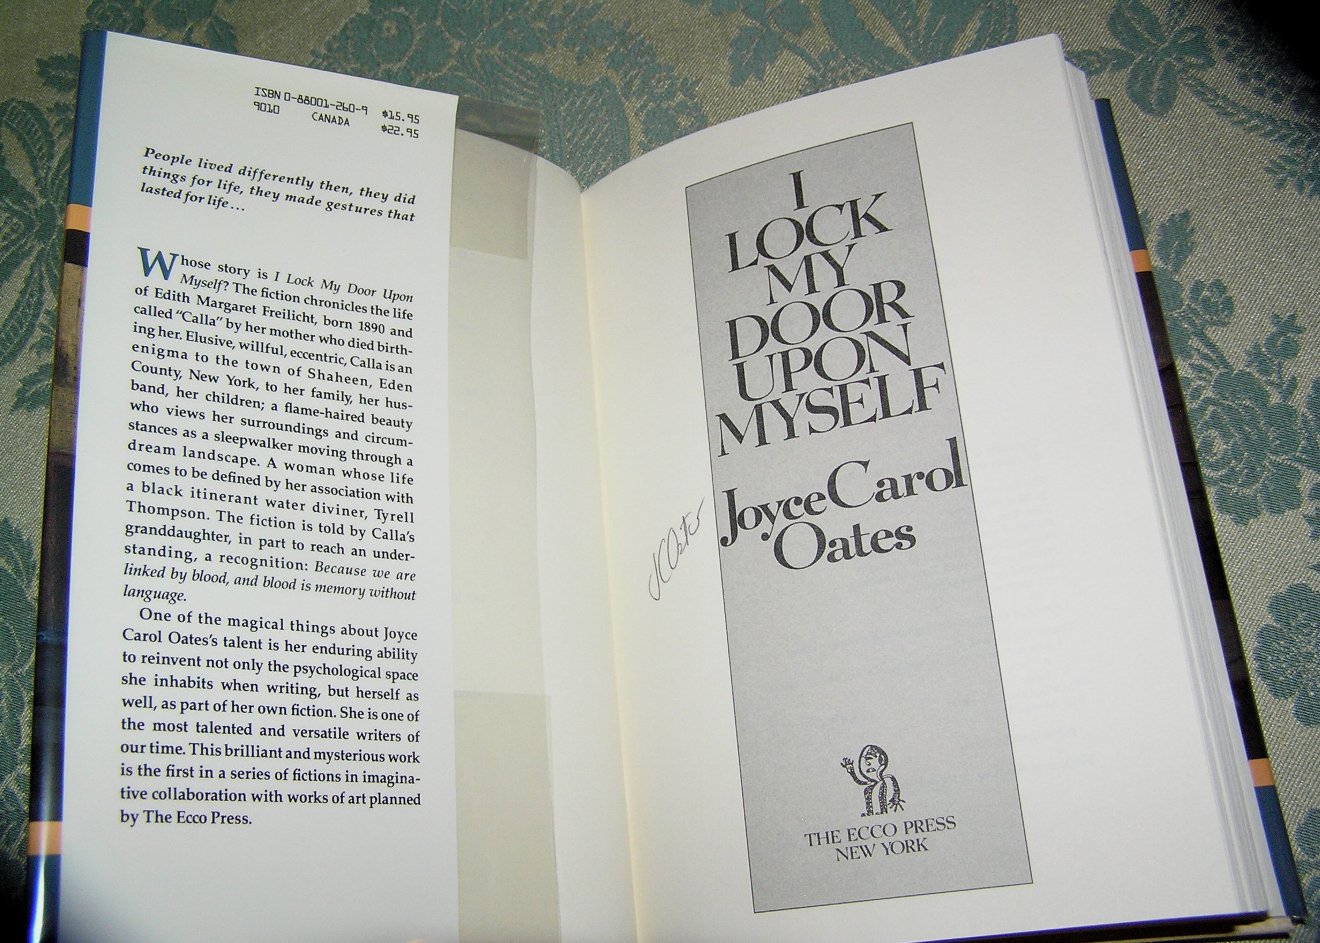 ISBN 0-88001-260-9 $15.95
9010 CANADA $22.95
People lived differently then, they did
things for life, they made gestures that
lasted for life...
Whose story is I Lock My Door Upon
Myself? The fiction chronicles the life
of Edith Margaret Freilicht, born 1890 and
called "Calla" by her mother who died birth-
ing her. Elusive, willful, eccentric, Calla is an
enigma to the town of Shaheen, Eden
County, New York, to her family, her hus-
band, her children; a flame-haired beauty
who views her surroundings and circum-
stances as a sleepwalker moving through a
dream landscape. A woman whose life
comes to be defined by her association with
a black itinerant water diviner, Tyrell
Thompson. The fiction is told by Calla's
granddaughter, in part to reach an under-
standing, a recognition: Because we are
linked by blood, and blood is memory without
language.
One of the magical things about Joyce
Carol Oates's talent is her enduring ability
to reinvent not only the psychological space
she inhabits when writing, but herself as
well, as part of her own fiction. She is one of
the most talented and versatile writers of
our time. This brilliant and mysterious work
is the first in a series of fictions in imagina-
tive collaboration with works of art planned
by The Ecco Press.
I
LOCK
MY
DOOR
UPON
MYSELF
Joyce Carol
Oates
JC Oates
THE ECCO PRESS
NEW YORK